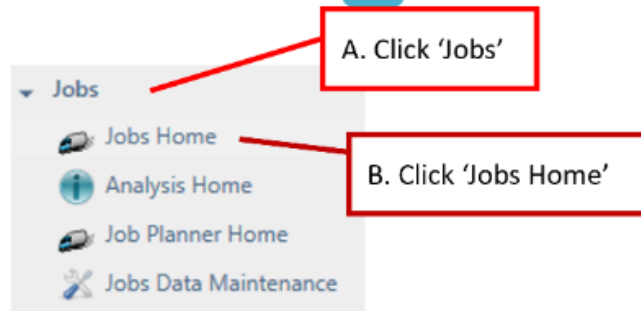 A. Click ‘Jobs’
Jobs
Jobs Home
B. Click ‘Jobs Home’
Analysis Home
Job Planner Home
Jobs Data Maintenance